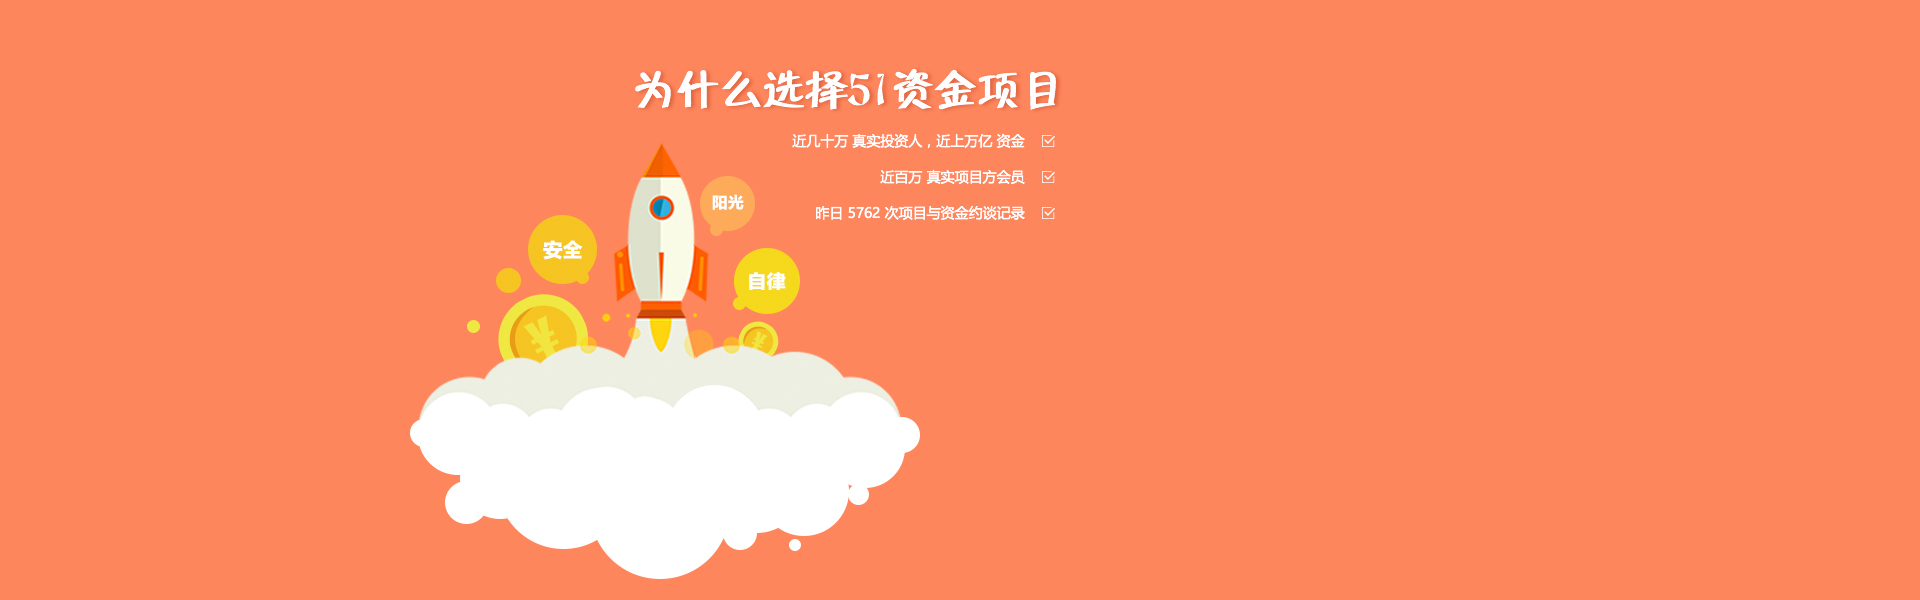 为什么选择51资金项目
近几十万 真实投资人，近上万亿 资金
近百万 真实项目方会员
昨日 5762 次项目与资金约谈记录
阳光
安全
自律
¥
¥